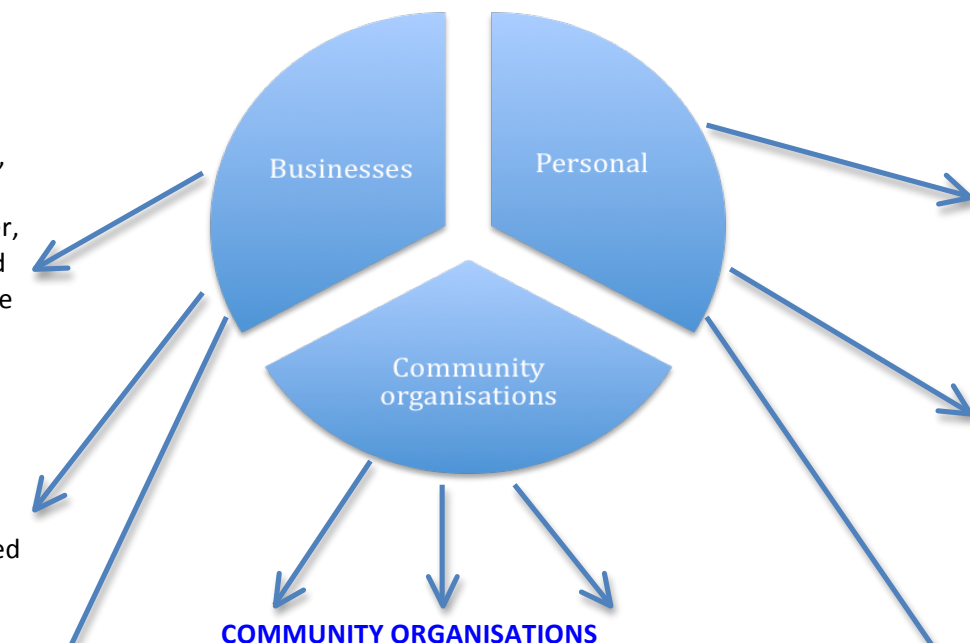 Businesses
Personal
Community
organisations
COMMUNITY ORGANISATIONS